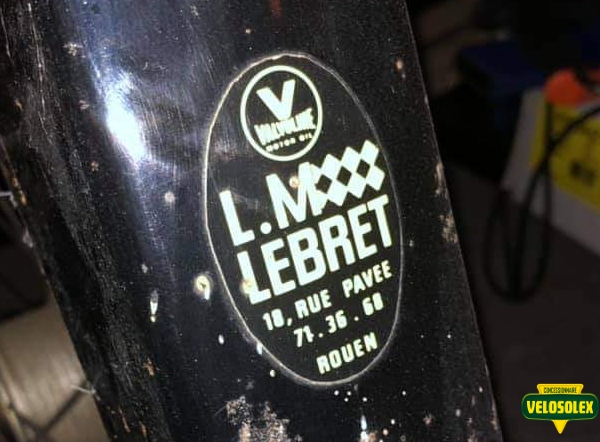 V
VALVOLINE
MOTOR OIL
L.M
LEBRET
18, RUE PAVEE
71.36.68
ROUEN
CONCESSIONNAIRE
VELOSOLEX